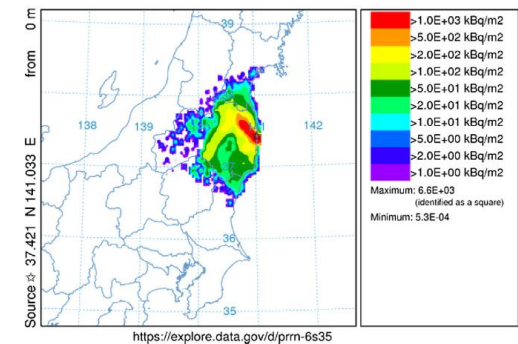 Source ☆ 37.421 N 141.033 E from 0 m
39
138
139
142
37
36
35
>1.0E+03 kBq/m2
>5.0E+02 kBq/m2
>2.0E+02 kBq/m2
>1.0E+02 kBq/m2
>5.0E+01 kBq/m2
>2.0E+01 kBq/m2
>1.0E+01 kBq/m2
>5.0E+00 kBq/m2
>2.0E+00 kBq/m2
>1.0E+00 kBq/m2
Maximum: 6.6E+03
(identified as a square)
Minimum: 5.3E-04
https://explore.data.gov/d/prrn-6s35